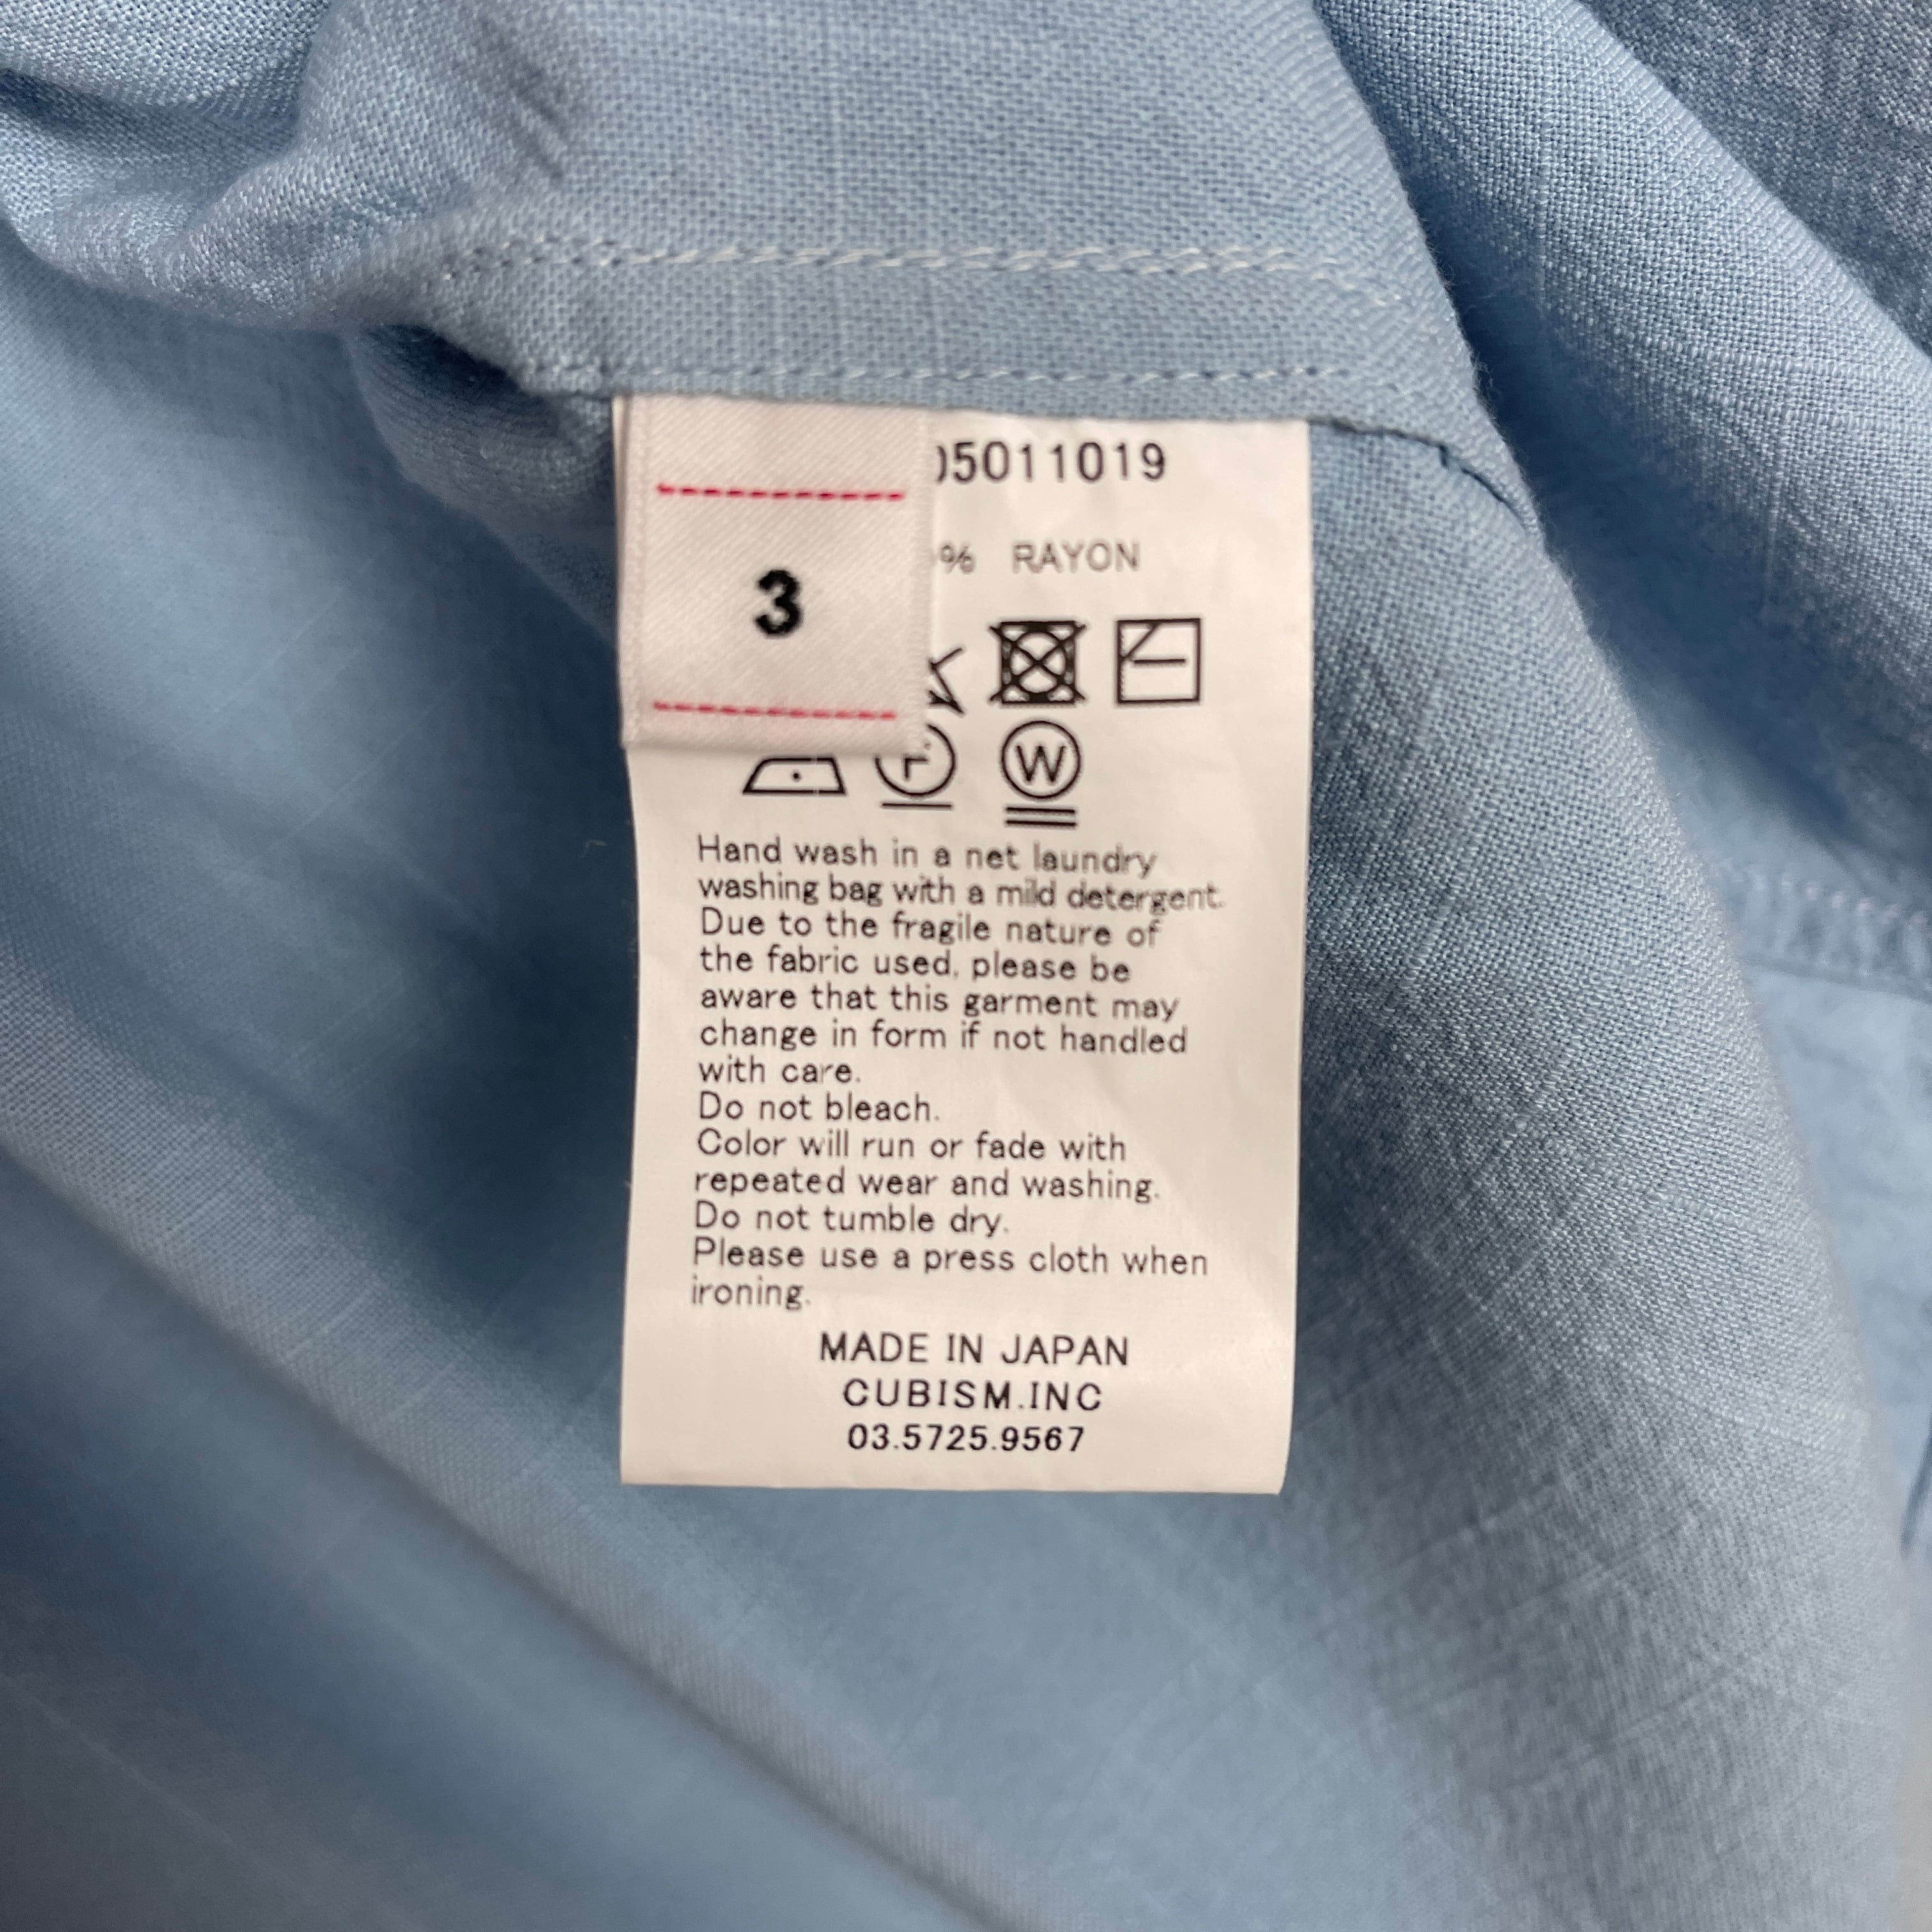 3
5011019
% RAYON
F
W
Hand wash in a net laundry
washing bag with a mild detergent.
Due to the fragile nature of
the fabric used, please be
aware that this garment may
change in form if not handled
with care.
Do not bleach.
Color will run or fade with
repeated wear and washing.
Do not tumble dry.
Please use a press cloth when
ironing.
MADE IN JAPAN
CUBISM.INC
03.5725.9567